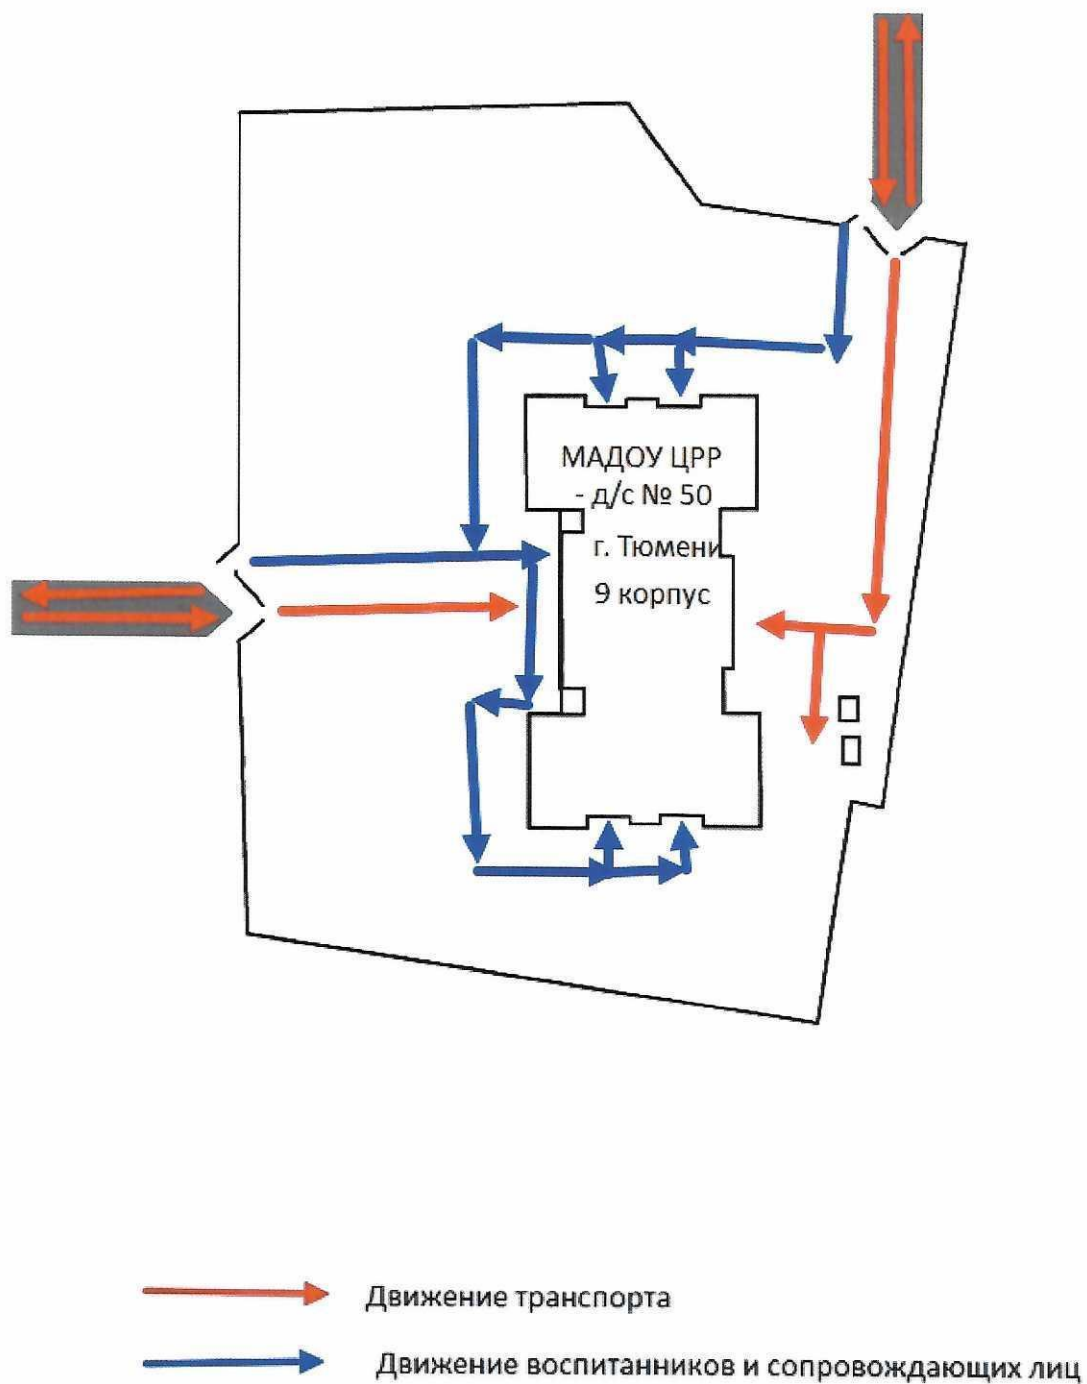 МАДОУ ЦРР
- д/с № 50
г. Тюмени
9 корпус
Движение транспорта
Движение воспитанников и сопровождающих лиц